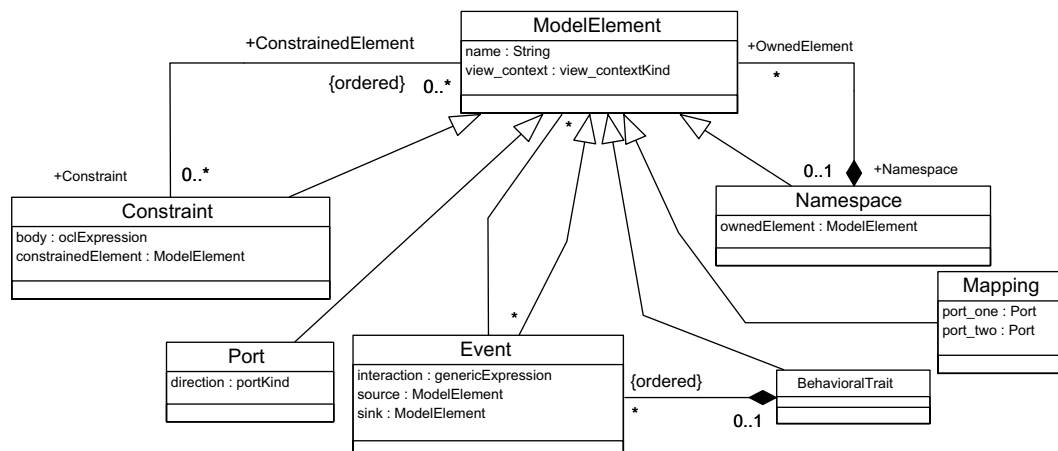 ModelElement
name : String
view_context : view_contextKind
+ConstrainedElement
{ordered}
0..*
+OwnedElement
*
*
+Constraint
0..*
0..1
+Namespace
Constraint
body : oclExpression
constrainedElement : ModelElement
Namespace
ownedElement : ModelElement
Mapping
port_one : Port
port_two : Port
Port
direction : portKind
*
Event
interaction : genericExpression
source : ModelElement
sink : ModelElement
{ordered}
*
0..1
BehavioralTrait